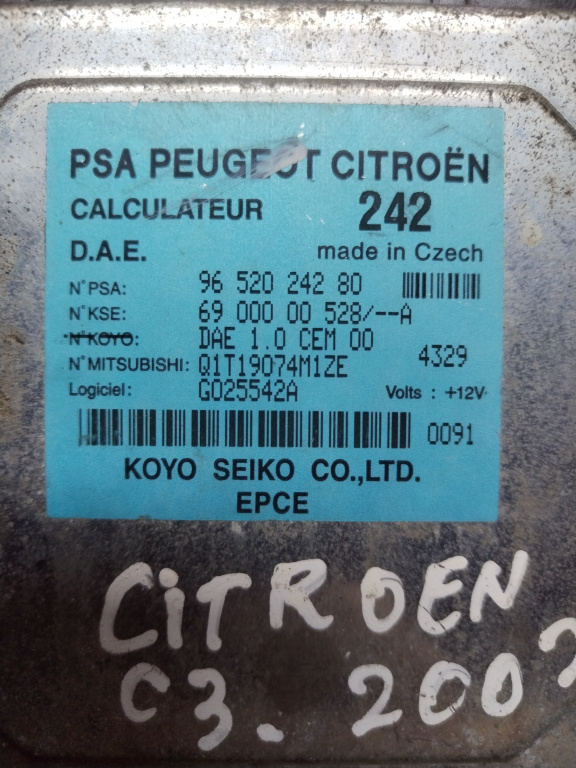 PSA PEUGEOT CITROËN
CALCULATEUR 242
D.A.E. made in Czech
N°PSA: 96 520 242 80
N°KSE: 69 000 00 528/--A
N°KOYO: DAE 1.0 CEM 00
N°MITSUBISHI: Q1T19074M1ZE 4329
Logiciel: G025542A Volts : +12V
0091
KOYO SEIKO CO.,LTD.
EPCE
CiTROEN
C3. 200